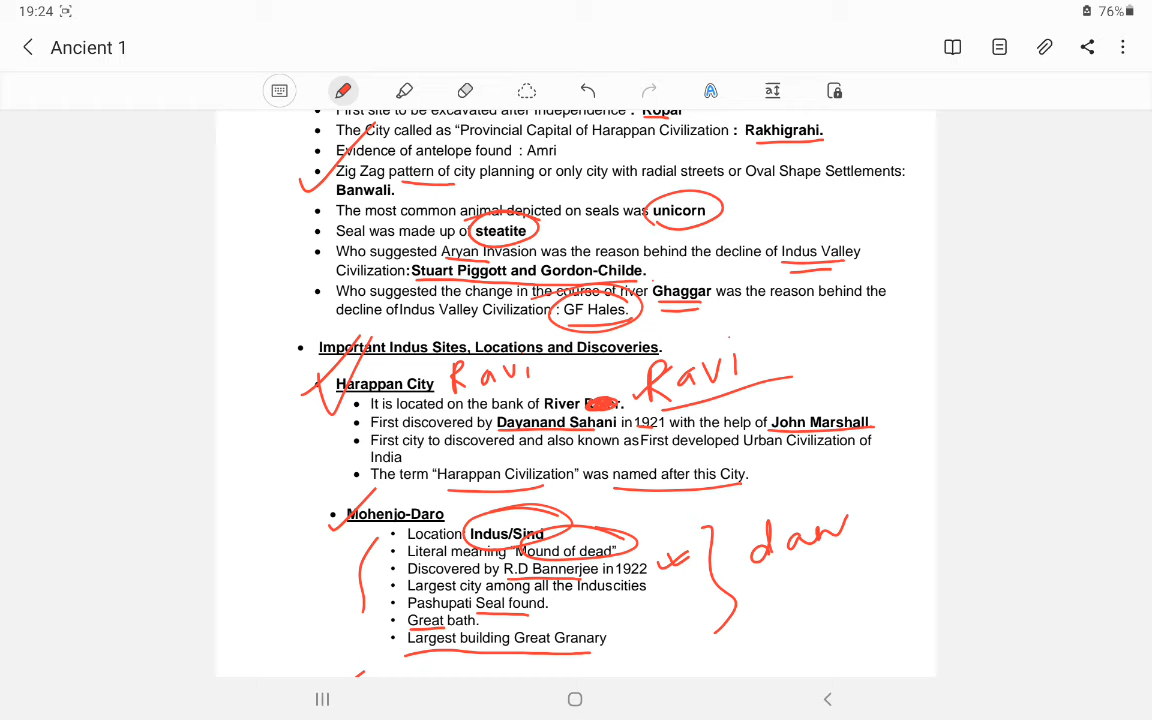 19:24 76%
Ancient 1
First site to be excavated after Independence : Ropar
• The City called as “Provincial Capital of Harappan Civilization : Rakhigrahi.
• Evidence of antelope found : Amri
• Zig Zag pattern of city planning or only city with radial streets or Oval Shape Settlements:
Banwali.
• The most common animal depicted on seals was unicorn
• Seal was made up of steatite
• Who suggested Aryan Invasion was the reason behind the decline of Indus Valley
Civilization: Stuart Piggott and Gordon-Childe.
• Who suggested the change in the course of river Ghaggar was the reason behind the
decline of Indus Valley Civilization : GF Hales.
• Important Indus Sites, Locations and Discoveries.
• Harappan City Ravi Ravi
• It is located on the bank of River
• First discovered by Dayanand Sahani in 1921 with the help of John Marshall
• First city to discovered and also known as First developed Urban Civilization of
India
• The term “Harappan Civilization” was named after this City.
• Mohenjo-Daro
• Location: Indus/Sind
• Literal meaning “Mound of dead”
• Discovered by R.D Bannerjee in 1922
• Largest city among all theIndus cities
• Pashupati Seal found.
• Great bath.
• Largest building Great Granary